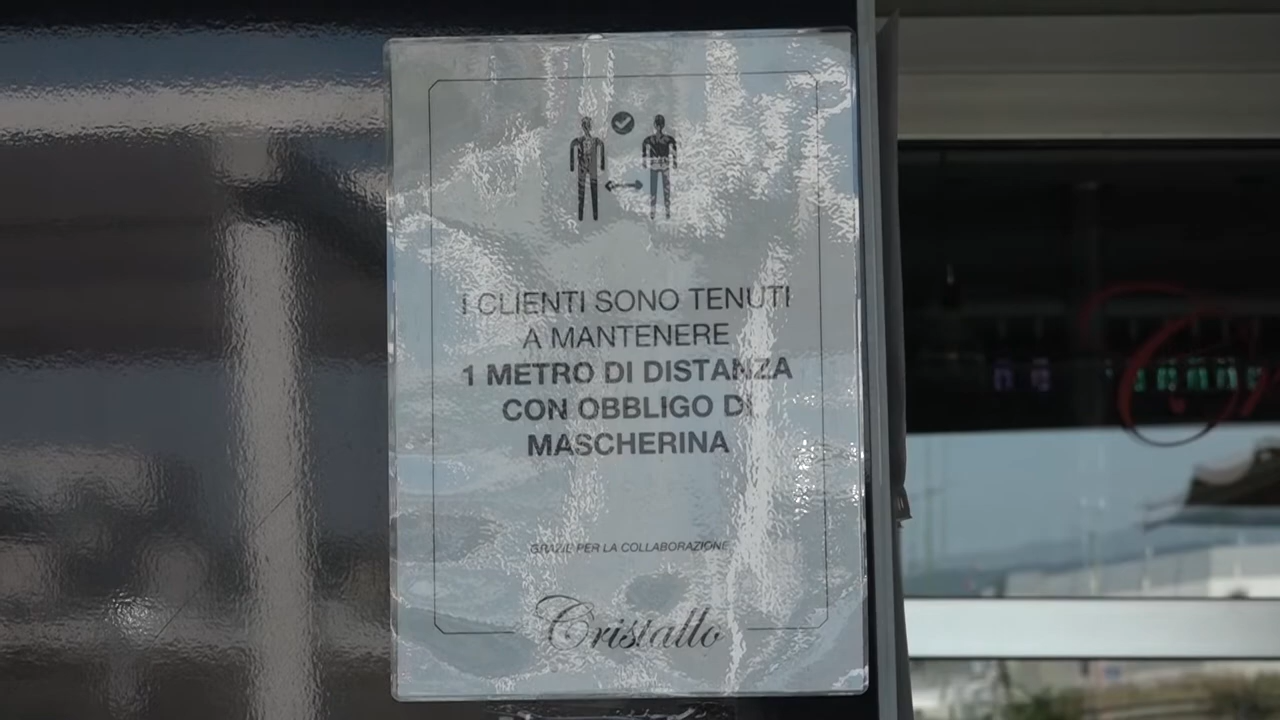 I CLIENTI SONO TENUTI
A MANTENERE
1 METRO DI DISTANZA
CON OBBLIGO DI
MASCHERINA
GRAZIE PER LA COLLABORAZIONE
Cristallo